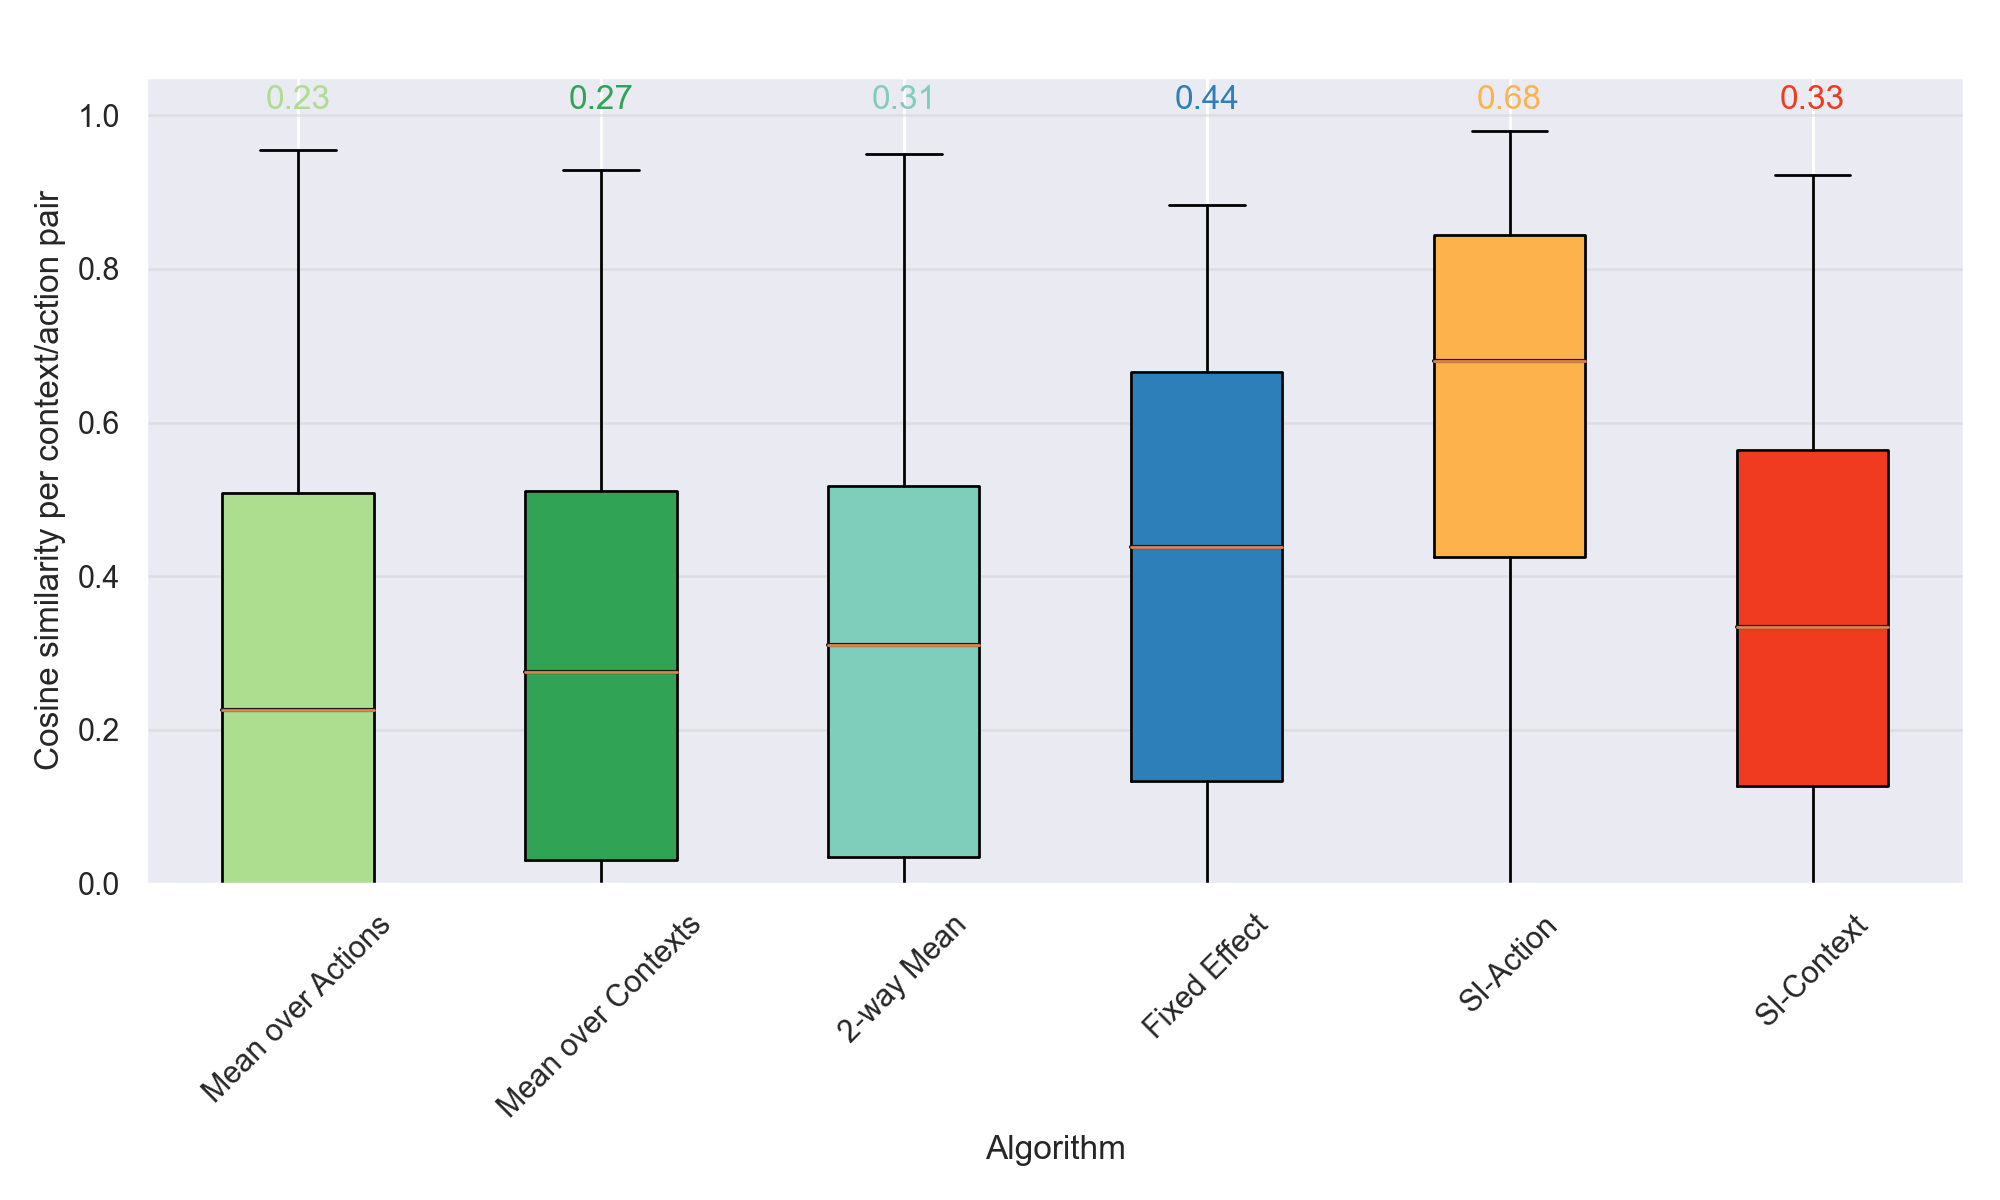 0.23 0.27 0.31 0.44 0.68 0.33
1.0
0.8
0.6
0.4
0.2
0.0
Cosine similarity per context/action pair
Mean over Actions
Mean over Contexts
2-way Mean
Fixed Effect
SI-Action
SI-Context
Algorithm